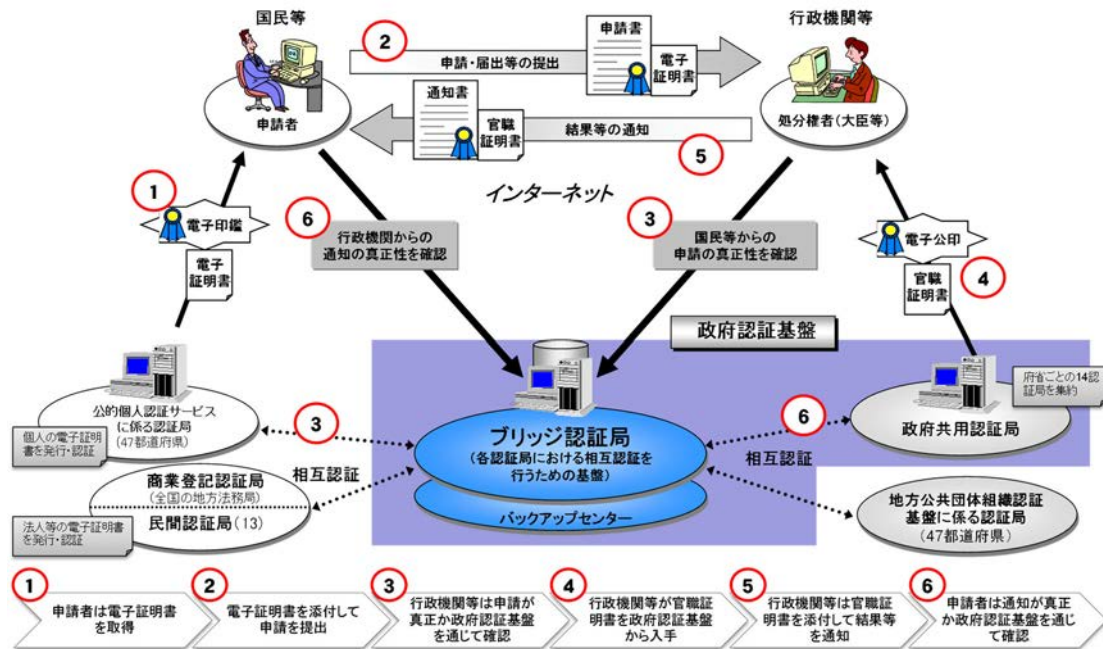 国民等
行政機関等
②
申請・届出等の提出
申請書
電子
証明書
申請者
通知書
官職
証明書
結果等の通知
⑤
処分権者(大臣等)
インターネット
①
電子印鑑
電子
証明書
⑥
行政機関からの
通知の真正性を確認
③
国民等からの
申請の真正性を確認
電子公印
官職
証明書
④
政府認証基盤
府省ごとの14認
証局を集約
公的個人認証サービス
に係る認証局
(47都道府県)
個人の電子証明
書を発行・認証
③
ブリッジ認証局
(各認証局における相互認証を
行うための基盤)
バックアップセンター
⑥
政府共用認証局
相互認証
相互認証
商業登記認証局
(全国の地方法務局)
民間認証局(13)
法人等の電子証明書
を発行・認証
地方公共団体組織認証
基盤に係る認証局
(47都道府県)
①
申請者は電子証明書
を取得
②
電子証明書を添付して
申請を提出
③
行政機関等は申請が
真正か政府認証基盤
を通じて確認
④
行政機関等が官職証
明書を政府認証基盤
から入手
⑤
行政機関等は官職証
明書を添付して結果等
を通知
⑥
申請者は通知が真正
か政府認証基盤を通じ
て確認